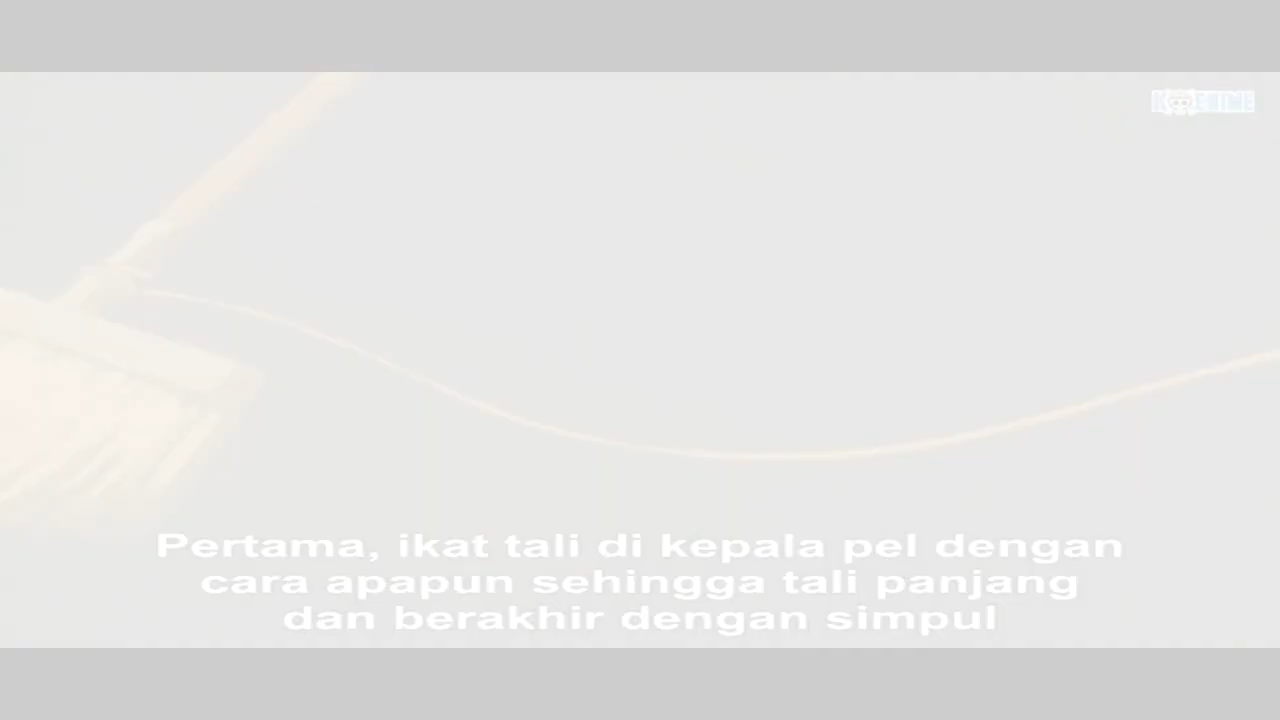 Pertama, ikat tali di kepala pel dengan
cara apapun sehingga tali panjang
dan berakhir dengan simpul